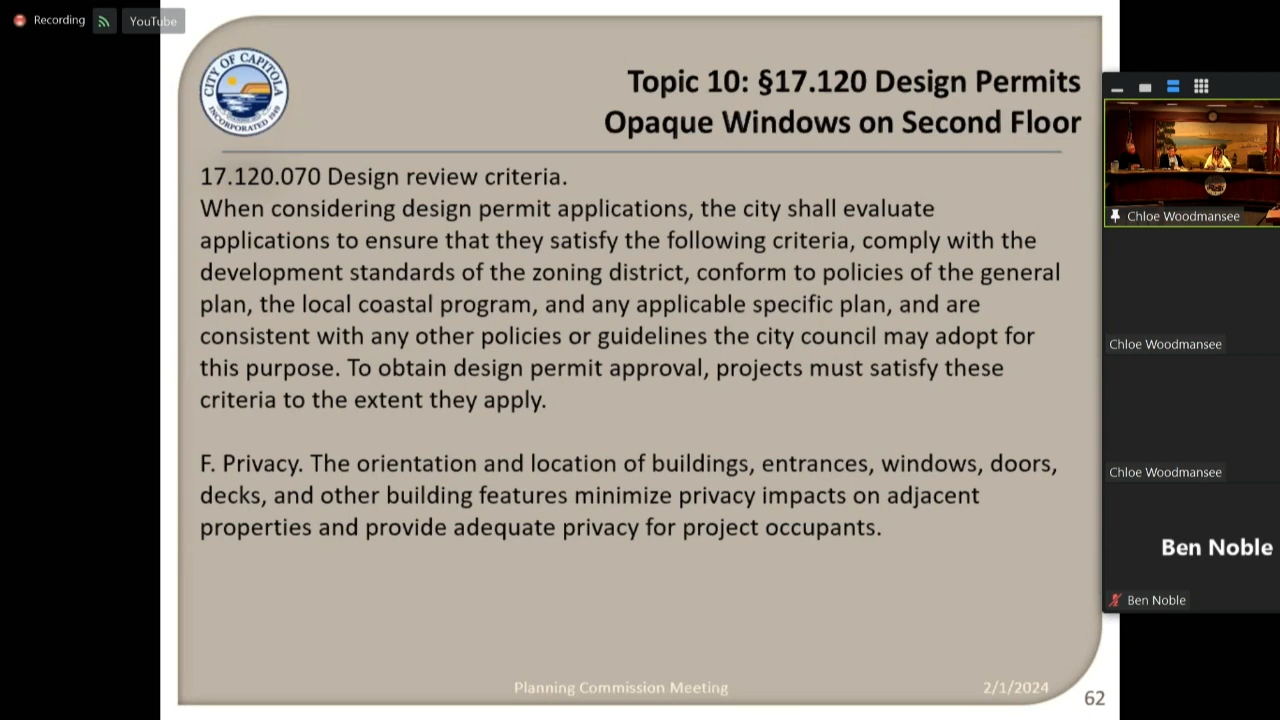 Recording
YouTube
CITY OF CAPITOLA
INCORPORATED 1949
Topic 10: §17.120 Design Permits
Opaque Windows on Second Floor
17.120.070 Design review criteria.
When considering design permit applications, the city shall evaluate
applications to ensure that they satisfy the following criteria, comply with the
development standards of the zoning district, conform to policies of the general
plan, the local coastal program, and any applicable specific plan, and are
consistent with any other policies or guidelines the city council may adopt for
this purpose. To obtain design permit approval, projects must satisfy these
criteria to the extent they apply.
F. Privacy. The orientation and location of buildings, entrances, windows, doors,
decks, and other building features minimize privacy impacts on adjacent
properties and provide adequate privacy for project occupants.
Planning Commission Meeting
2/1/2024
62
Chloe Woodmansee
Chloe Woodmansee
Chloe Woodmansee
Ben Noble
Ben Noble